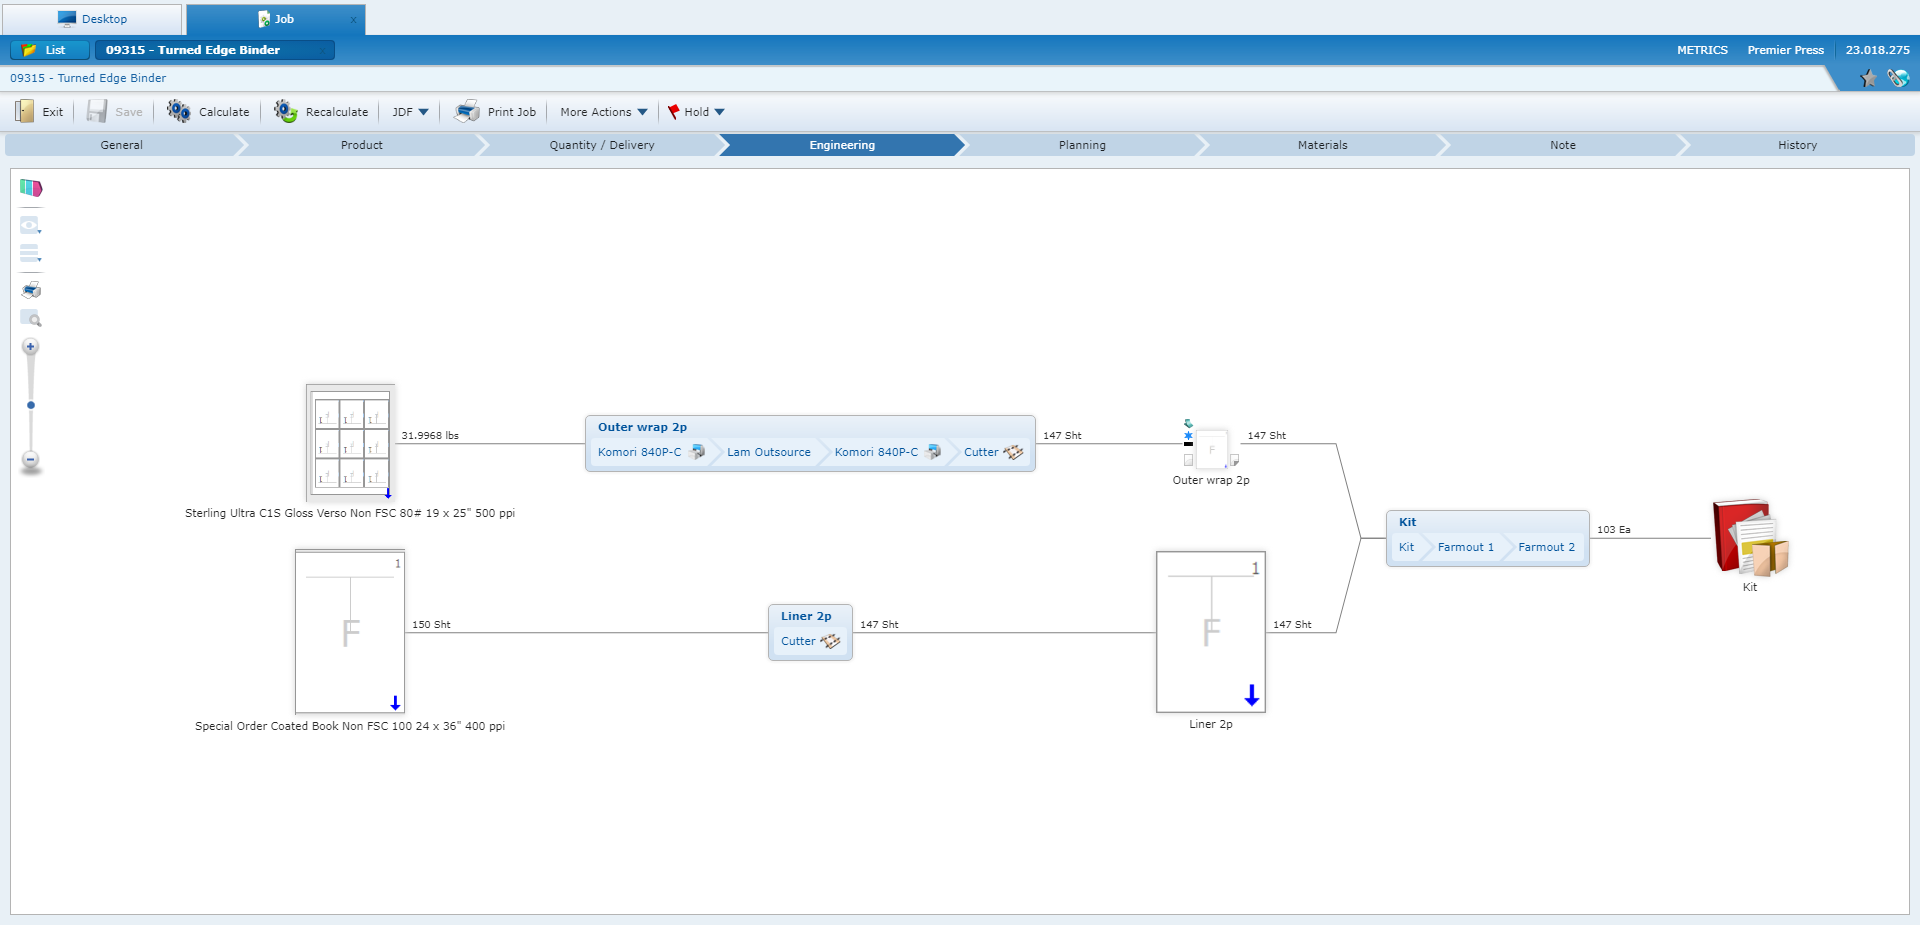 Desktop
Job
x
List
09315 - Turned Edge Binder
METRICS
Premier Press
23.018.275
09315 - Turned Edge Binder
Exit
Save
Calculate
Recalculate
JDF
Print Job
More Actions
Hold
General
Product
Quantity / Delivery
Engineering
Planning
Materials
Note
History
31.9968 lbs
Sterling Ultra C1S Gloss Verso Non FSC 80# 19 x 25" 500 ppi
Outer wrap 2p
Komori 840P-C
Lam Outsource
Komori 840P-C
Cutter
147 Sht
F
Outer wrap 2p
147 Sht
1
F
150 Sht
Special Order Coated Book Non FSC 100 24 x 36" 400 ppi
Liner 2p
Cutter
147 Sht
1
F
Liner 2p
147 Sht
Kit
Kit
Farmout 1
Farmout 2
103 Ea
Kit